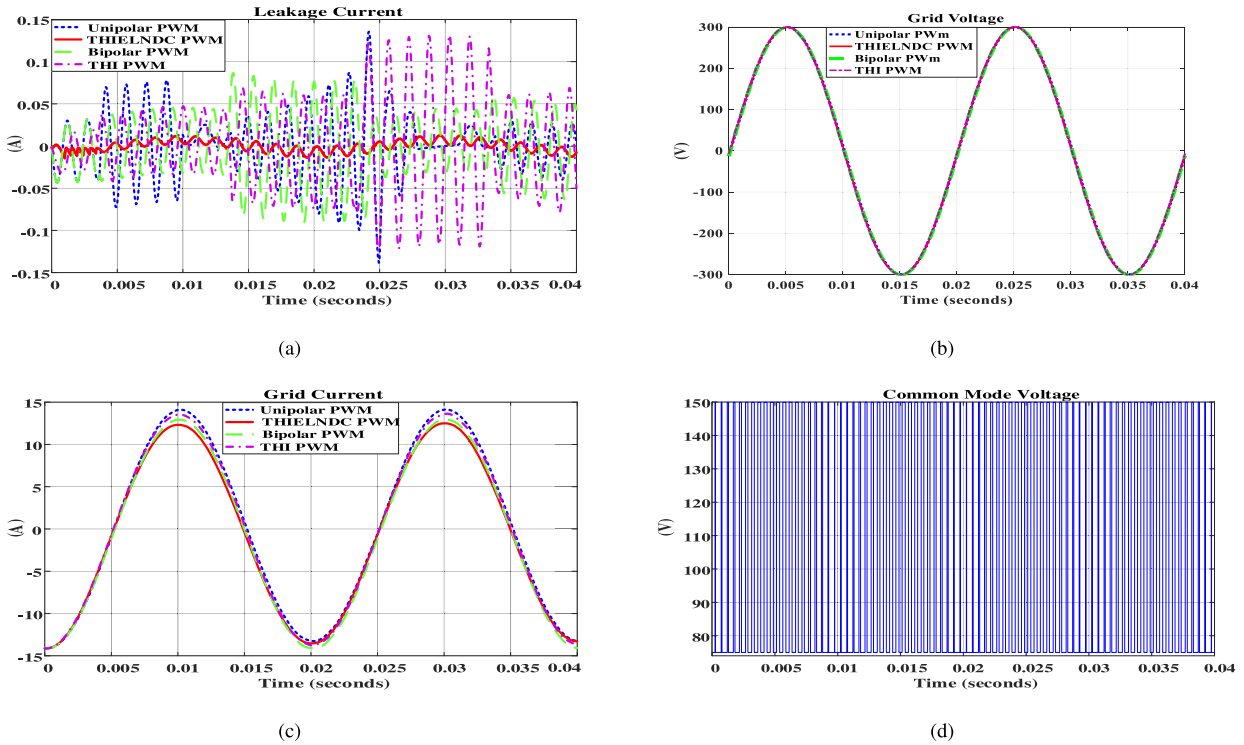 Leakage Current
0.15
0.1
0.05
0
-0.05
-0.1
-0.15
(A)
Unipolar PWM
THIELNDC PWM
Bipolar PWM
THI PWM
0 0.005 0.01 0.015 0.02 0.025 0.03 0.035 0.04
Time (seconds)
(a)
Grid Voltage
300
200
100
0
-100
-200
-300
(V)
Unipolar PWm
THIELNDC PWM
Bipolar PWm
THI PWM
0 0.005 0.01 0.015 0.02 0.025 0.03 0.035 0.04
Time (seconds)
(b)
Grid Current
15
10
5
0
-5
-10
-15
(A)
Unipolar PWM
THIELNDC PWM
Bipolar PWM
THI PWM
0 0.005 0.01 0.015 0.02 0.025 0.03 0.035 0.04
Time (seconds)
(c)
Common Mode Voltage
150
140
130
120
110
100
90
80
(V)
0 0.005 0.01 0.015 0.02 0.025 0.03 0.035 0.04
Time (seconds)
(d)